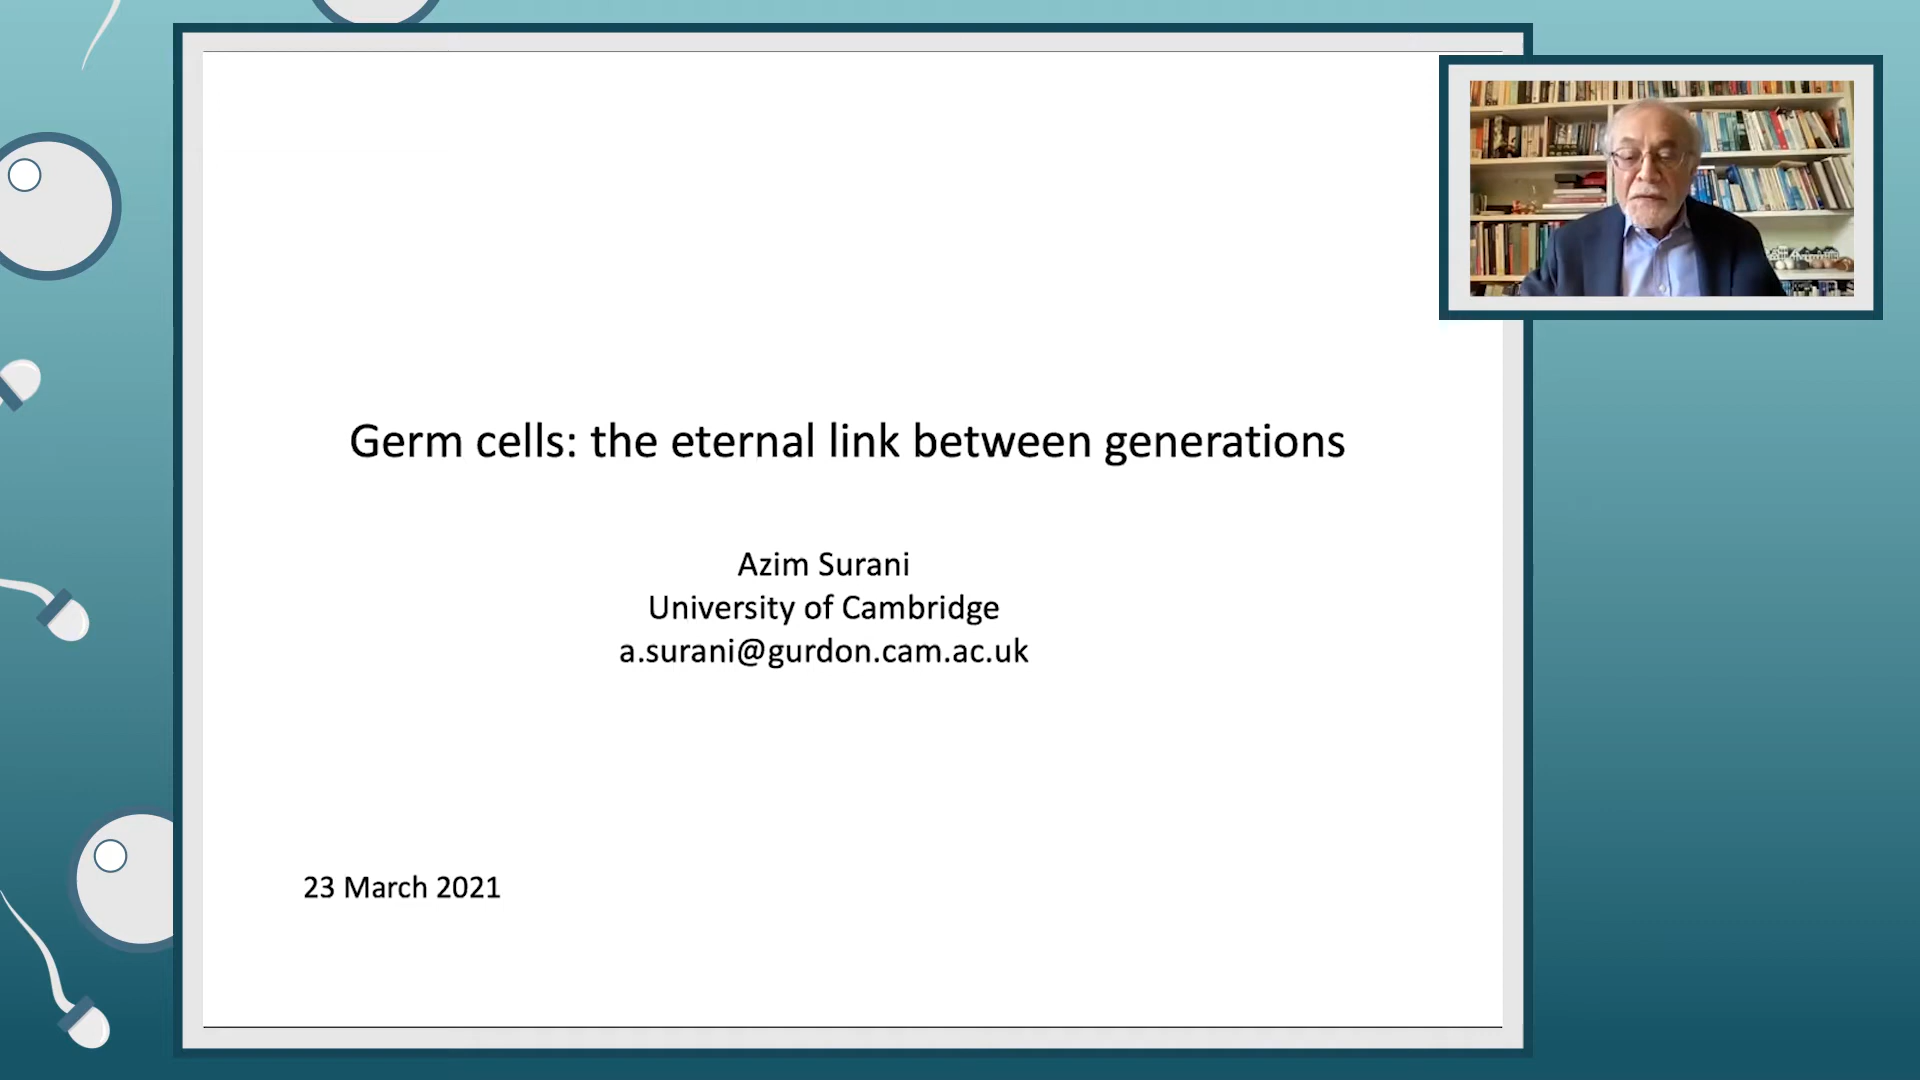 Germ cells: the eternal link between generations
Azim Surani
University of Cambridge
a.surani@gurdon.cam.ac.uk
23 March 2021